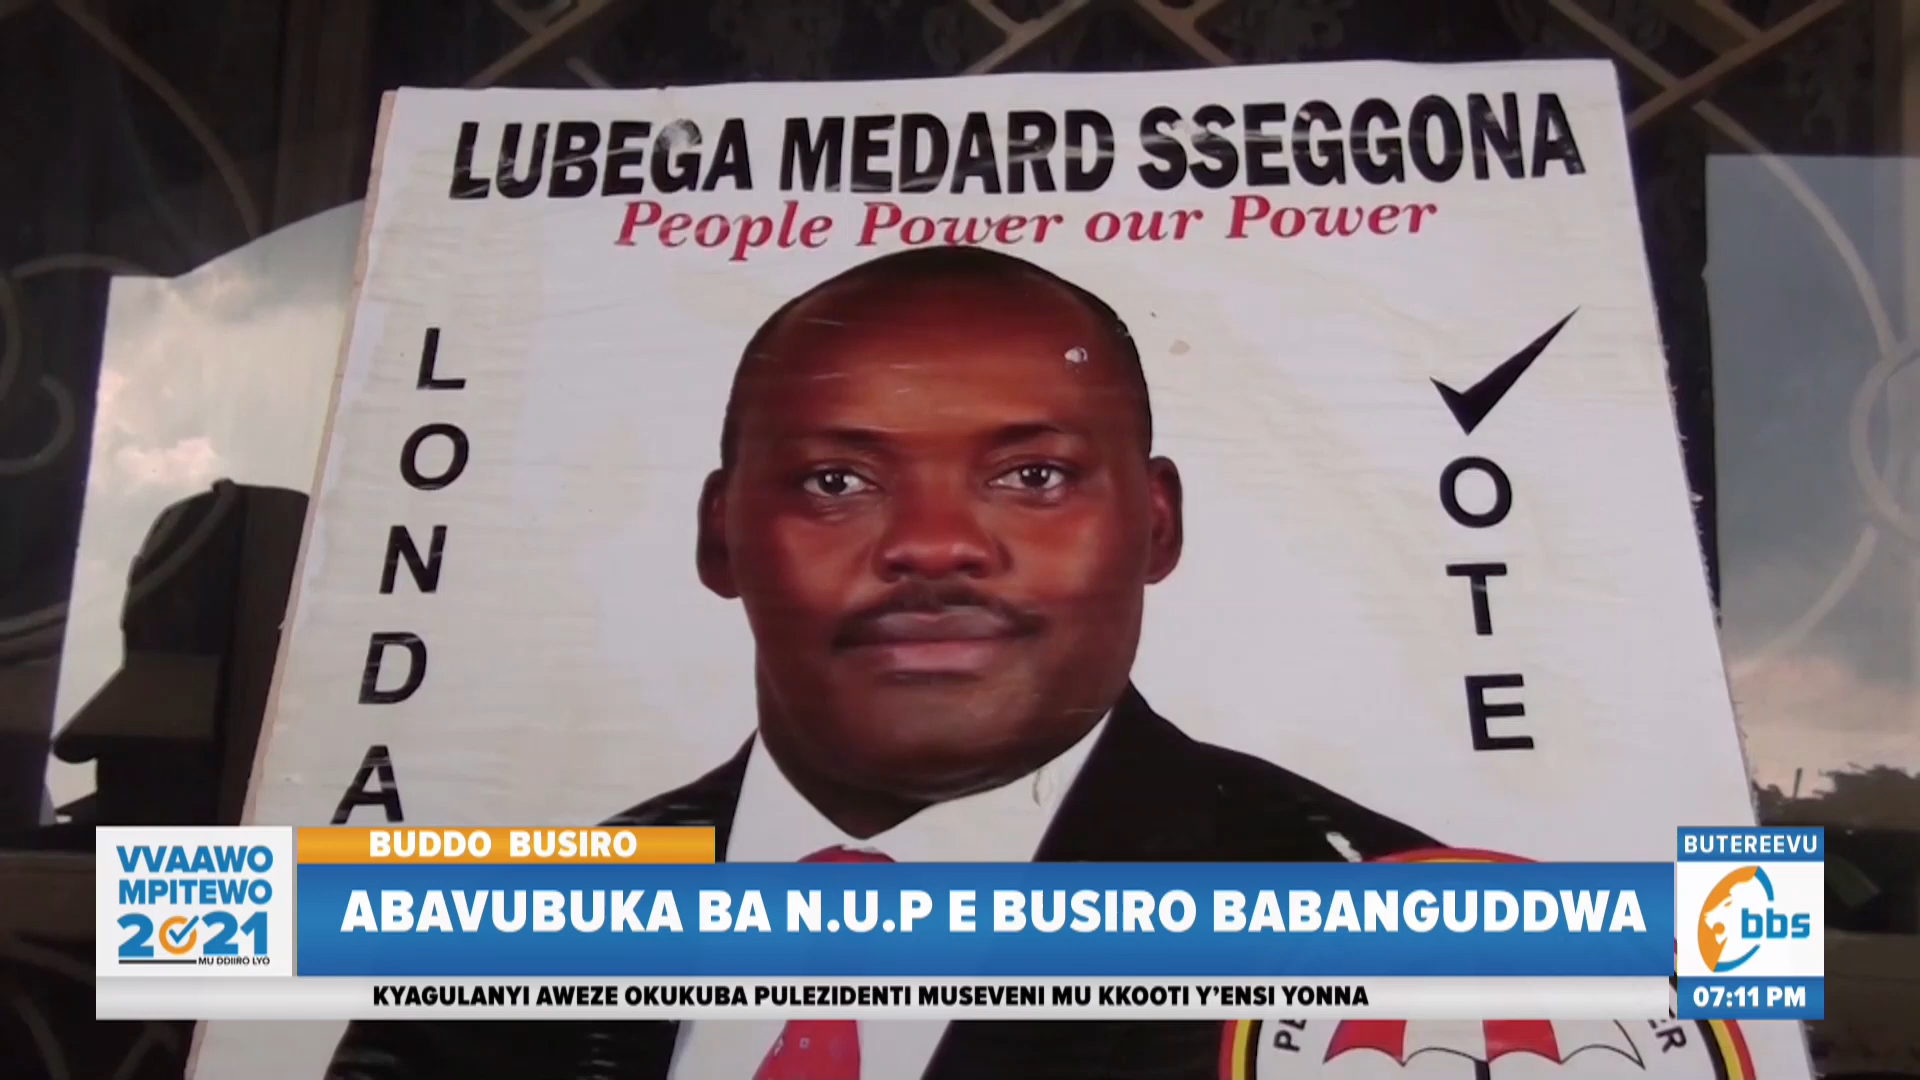 LUBEGA MEDARD SSEGGONA
People Power our Power
LONDA
VOTE
VVAAWO
MPITEWO
2021
MU DDIIRO LYO
BUDDO BUSIRO
ABAVUBUKA BA N.U.P E BUSIRO BABANGUDDWA
KYAGULANYI AWEZE OKUKUBA PULEZIDENTI MUSEVENI MU KKOOTI Y'ENSI YONNA
BUTEREEVU
bbs
07:11 PM